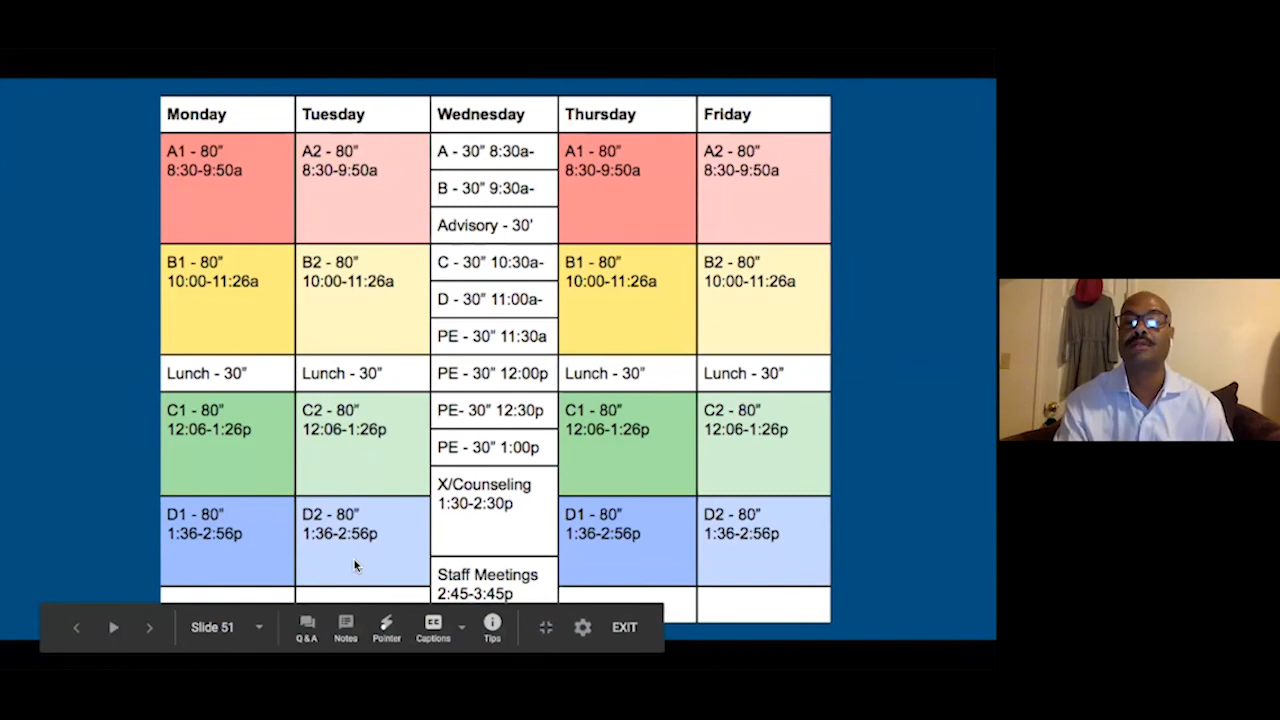 Monday
Tuesday
Wednesday
Thursday
Friday
A1 - 80”
8:30-9:50a
A2 - 80”
8:30-9:50a
A - 30” 8:30a-
B - 30” 9:30a-
Advisory - 30’
A1 - 80”
8:30-9:50a
A2 - 80”
8:30-9:50a
B1 - 80”
10:00-11:26a
B2 - 80”
10:00-11:26a
C - 30” 10:30a-
D - 30” 11:00a-
PE - 30” 11:30a
B1 - 80”
10:00-11:26a
B2 - 80”
10:00-11:26a
Lunch - 30”
Lunch - 30”
PE - 30” 12:00p
Lunch - 30”
Lunch - 30”
C1 - 80”
12:06-1:26p
C2 - 80”
12:06-1:26p
PE- 30” 12:30p
PE - 30” 1:00p
X/Counseling
1:30-2:30p
C1 - 80”
12:06-1:26p
C2 - 80”
12:06-1:26p
D1 - 80”
1:36-2:56p
D2 - 80”
1:36-2:56p
Staff Meetings
2:45-3:45p
D1 - 80”
1:36-2:56p
D2 - 80”
1:36-2:56p
Slide 51
Q & A
Notes
Pointer
CC
Captions
Tips
EXIT